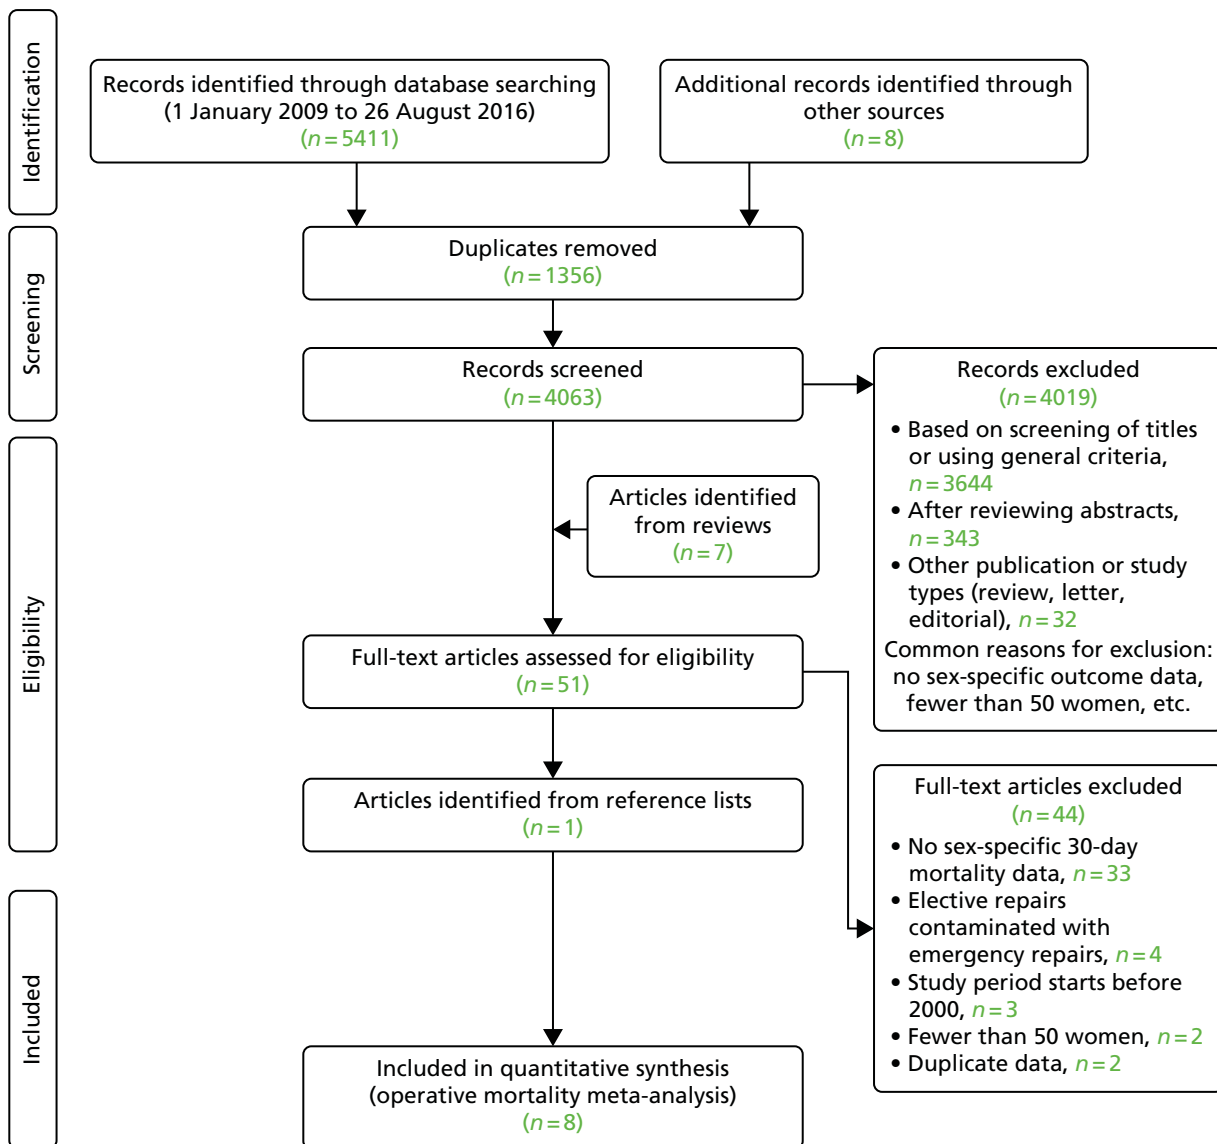 Identification
Records identified through database searching
(1 January 2009 to 26 August 2016)
(n=5411)
Additional records identified through
other sources
(n=8)
Screening
Duplicates removed
(n=1356)
Records screened
(n=4063)
Records excluded
(n=4019)
• Based on screening of titles
or using general criteria,
n=3644
• After reviewing abstracts,
n=343
• Other publication or study
types (review, letter,
editorial), n=32
Common reasons for exclusion:
no sex-specific outcome data,
fewer than 50 women, etc.
Eligibility
Articles identified
from reviews
(n=7)
Full-text articles assessed for eligibility
(n=51)
Articles identified from reference lists
(n=1)
Full-text articles excluded
(n=44)
• No sex-specific 30-day
mortality data, n=33
• Elective repairs
contaminated with
emergency repairs, n=4
• Study period starts before
2000, n=3
• Fewer than 50 women, n=2
• Duplicate data, n=2
Included
Included in quantitative synthesis
(operative mortality meta-analysis)
(n=8)